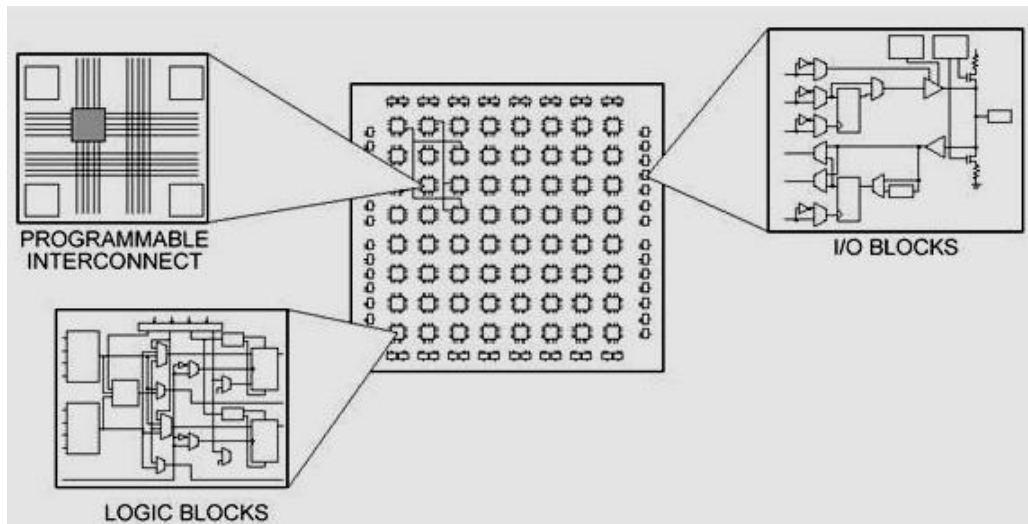 PROGRAMMABLE
INTERCONNECT
I/O BLOCKS
LOGIC BLOCKS